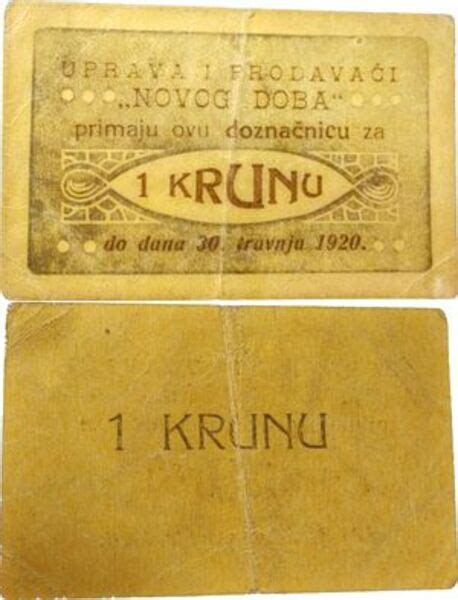 UPRAVA I PRODAVAČI
„NOVOG DOBA“
primaju ovu doznačnicu za
1 KRUNU
do dana 30. travnja 1920.
1 KRUNU